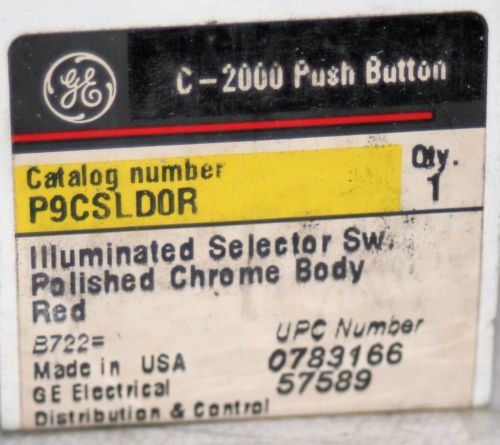 GE
C-2000 Push Button
Catalog number
Qty.
P9CSLD0R
1
Illuminated Selector Sw.
Polished Chrome Body
Red
B722=
UPC Number
Made in USA
0783166
GE Electrical
57589
Distribution & Control